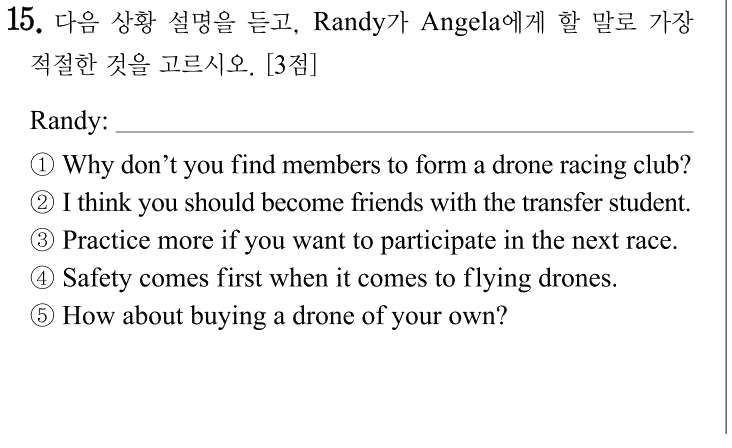 15. 다음 상황 설명을 듣고, Randy가 Angela에게 할 말로 가장
적절한 것을 고르시오. [3점]
Randy: ______________________________
① Why don’t you find members to form a drone racing club?
② I think you should become friends with the transfer student.
③ Practice more if you want to participate in the next race.
④ Safety comes first when it comes to flying drones.
⑤ How about buying a drone of your own?